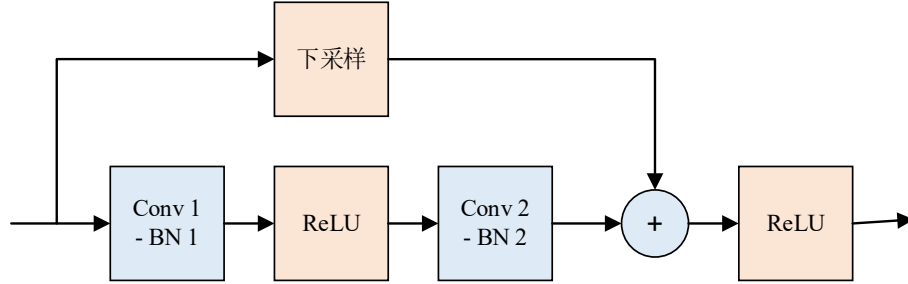 下采样
Conv 1
- BN 1
ReLU
Conv 2
- BN 2
+
ReLU